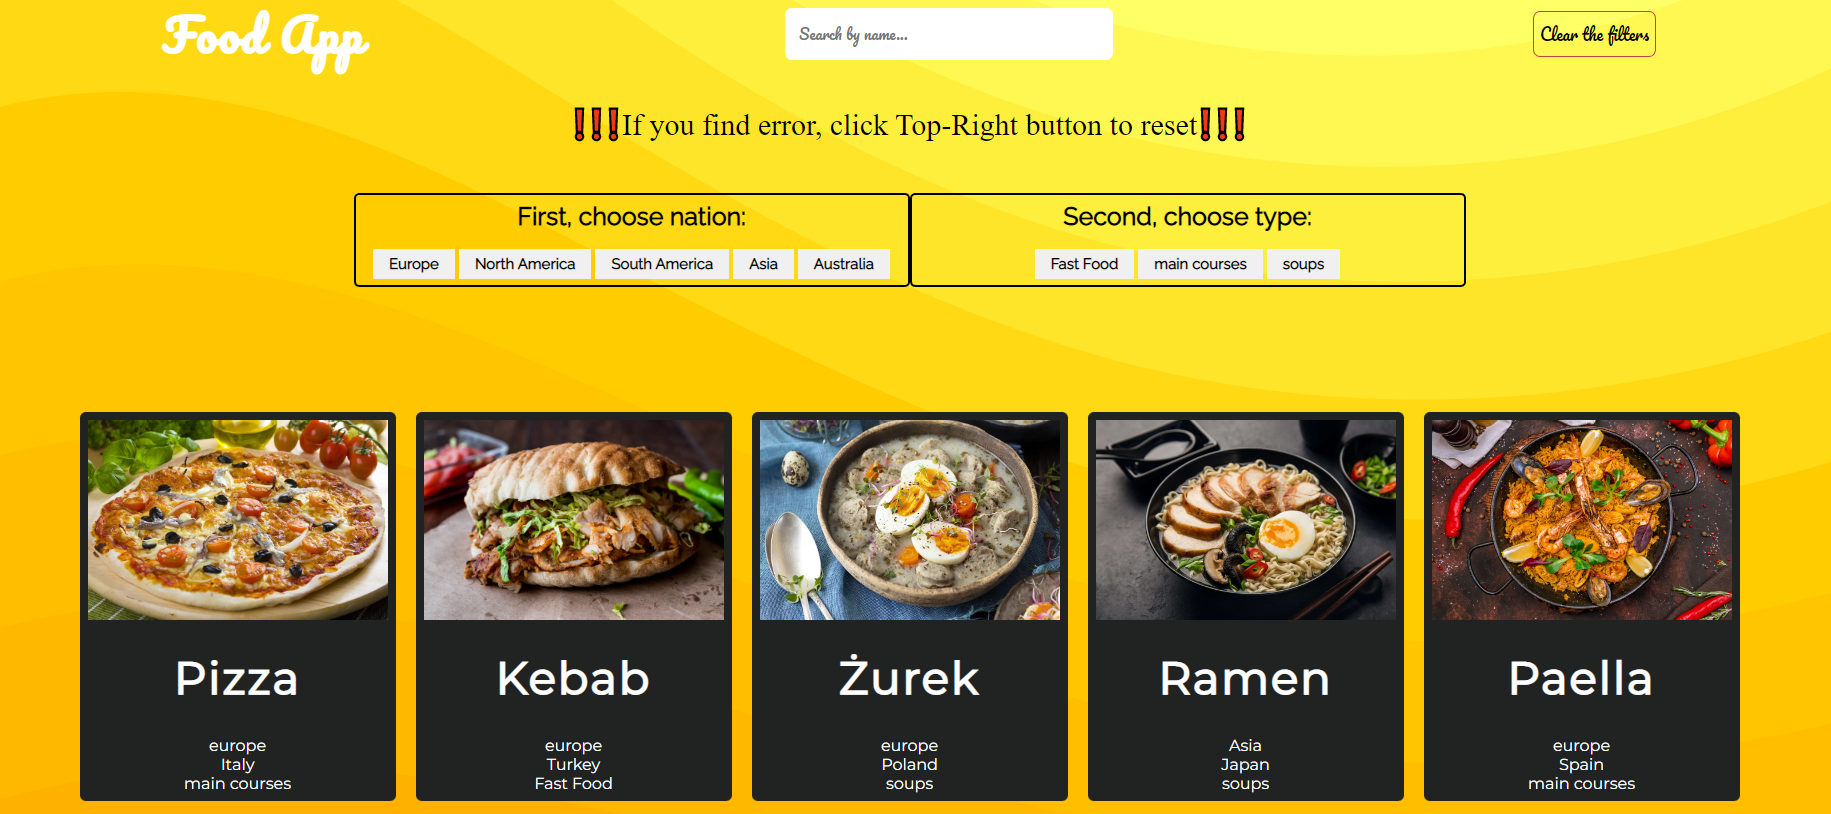 Food App
Search by name...
Clear the filters
‼️❗If you find error, click Top-Right button to reset‼️❗
First, choose nation:
Europe North America South America Asia Australia
Second, choose type:
Fast Food main courses soups
Pizza
europe
Italy
main courses
Kebab
europe
Turkey
Fast Food
Żurek
europe
Poland
soups
Ramen
Asia
Japan
soups
Paella
europe
Spain
main courses